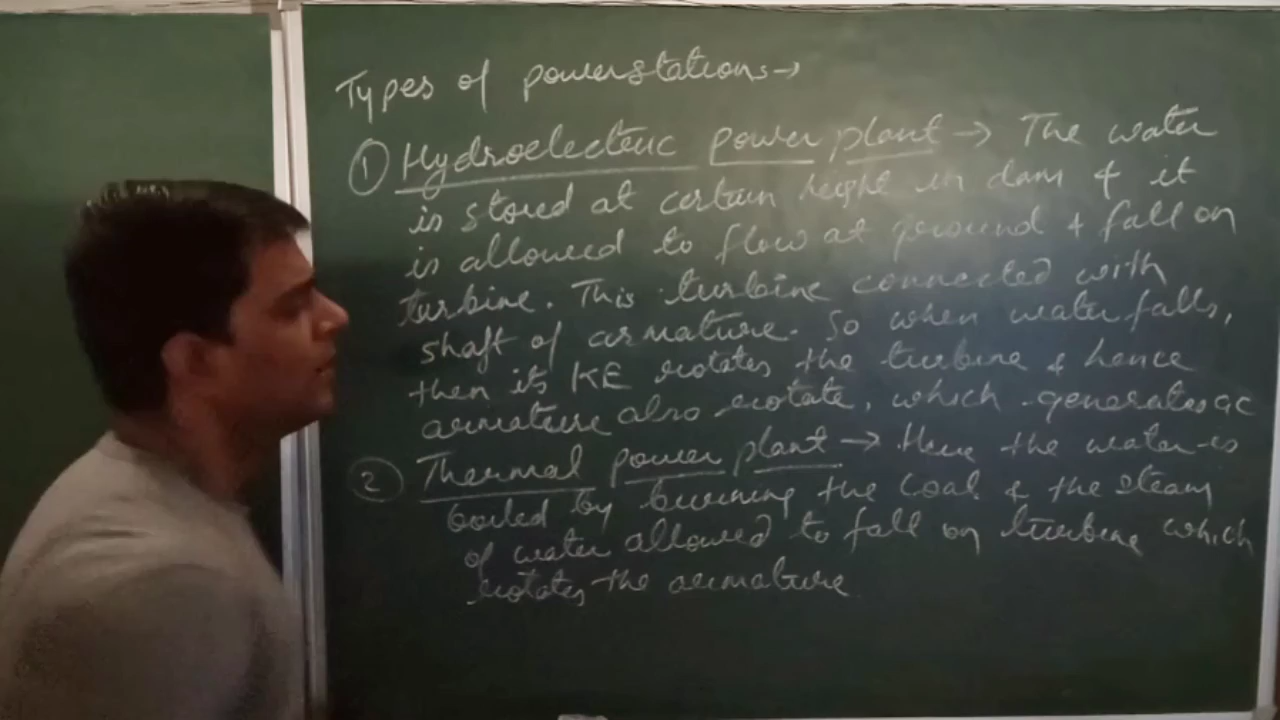 Types of powerstations→
① Hydroelectric power plant → The water
is stored at certain height in dam & it
is allowed to flow at ground & fall on
turbine. This turbine connected with
shaft of armature. So when water falls,
then its KE rotates the turbine & hence
armature also rotate, which generates ac
② Thermal power plant → Here the water is
boiled by burning the coal & the steam
of water allowed to fall on turbine which
rotates the armature